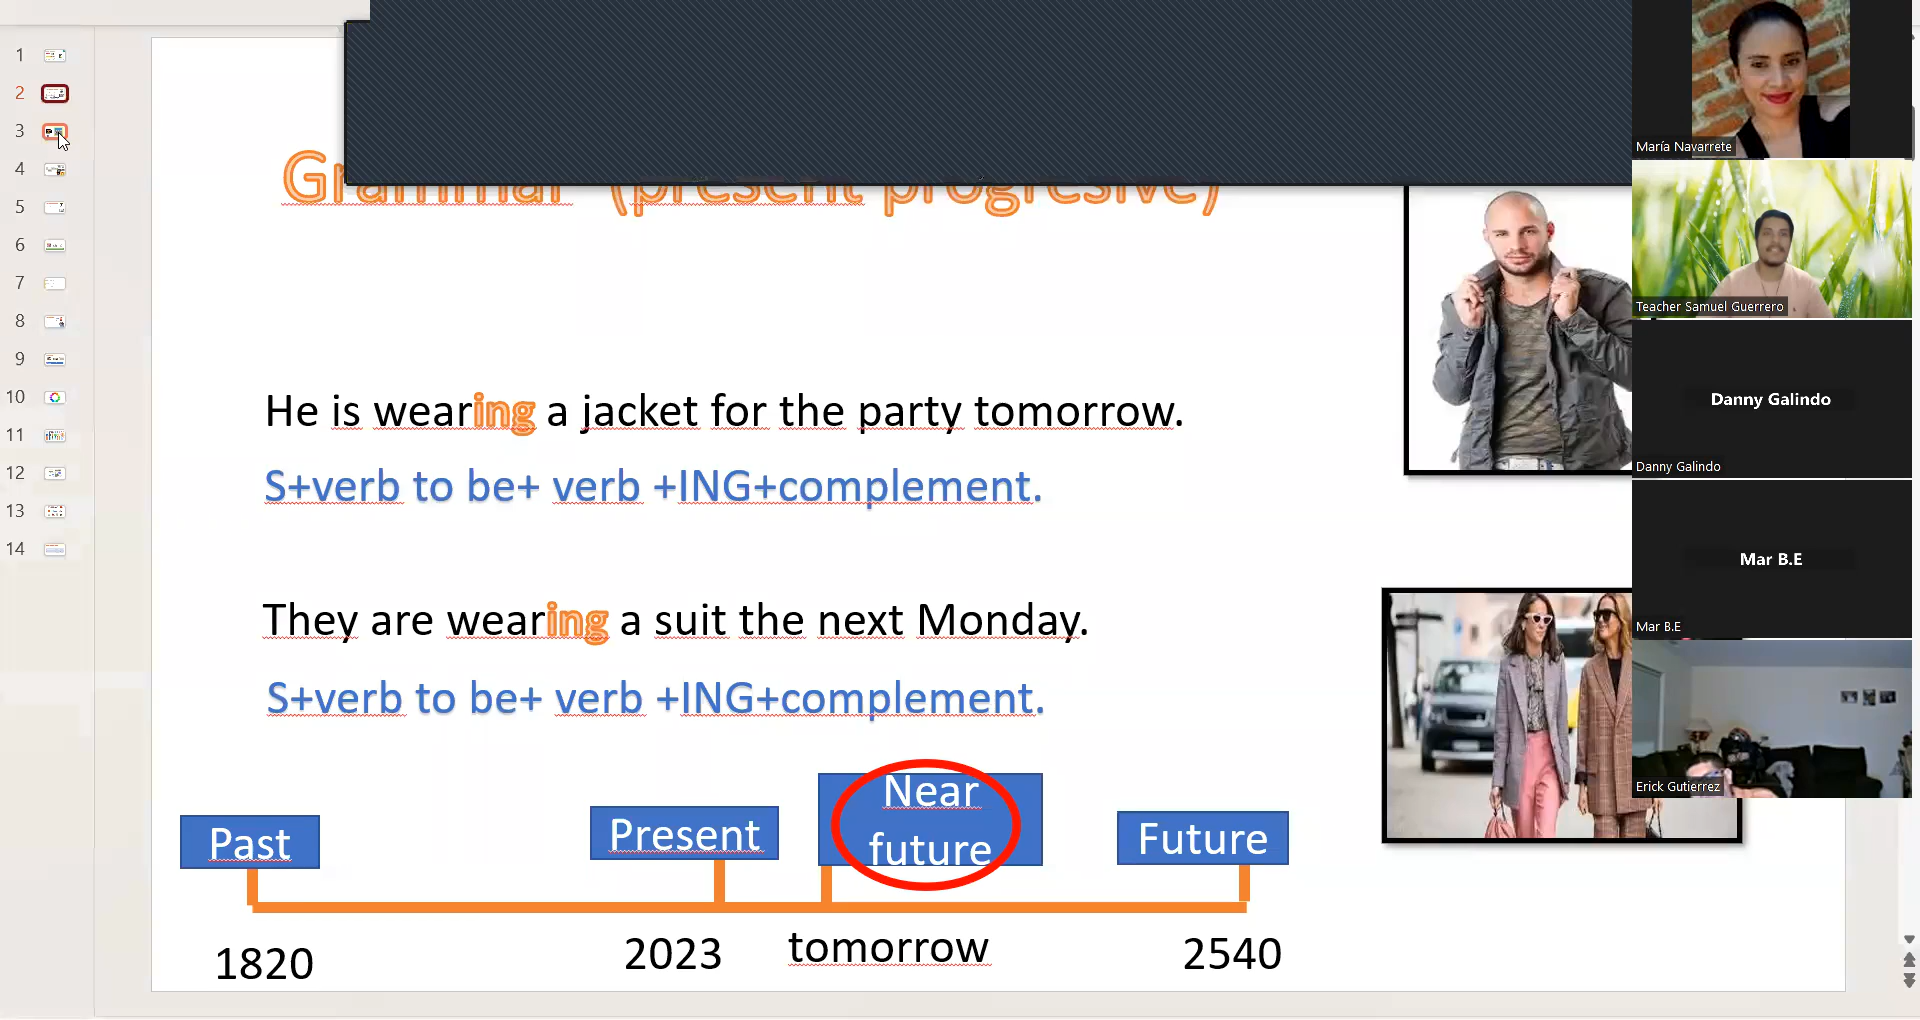 1
2
3
4
5
6
7
8
9
10
11
12
13
14
Grammar (present progresive)
He is wearing a jacket for the party tomorrow.
S+verb to be+ verb +ING+complement.
They are wearing a suit the next Monday.
S+verb to be+ verb +ING+complement.
Past
Present
Near
future
Future
1820
2023
tomorrow
2540
María Navarrete
Teacher Samuel Guerrero
Danny Galindo
Danny Galindo
Mar B.E
Mar B.E
Erick Gutierrez